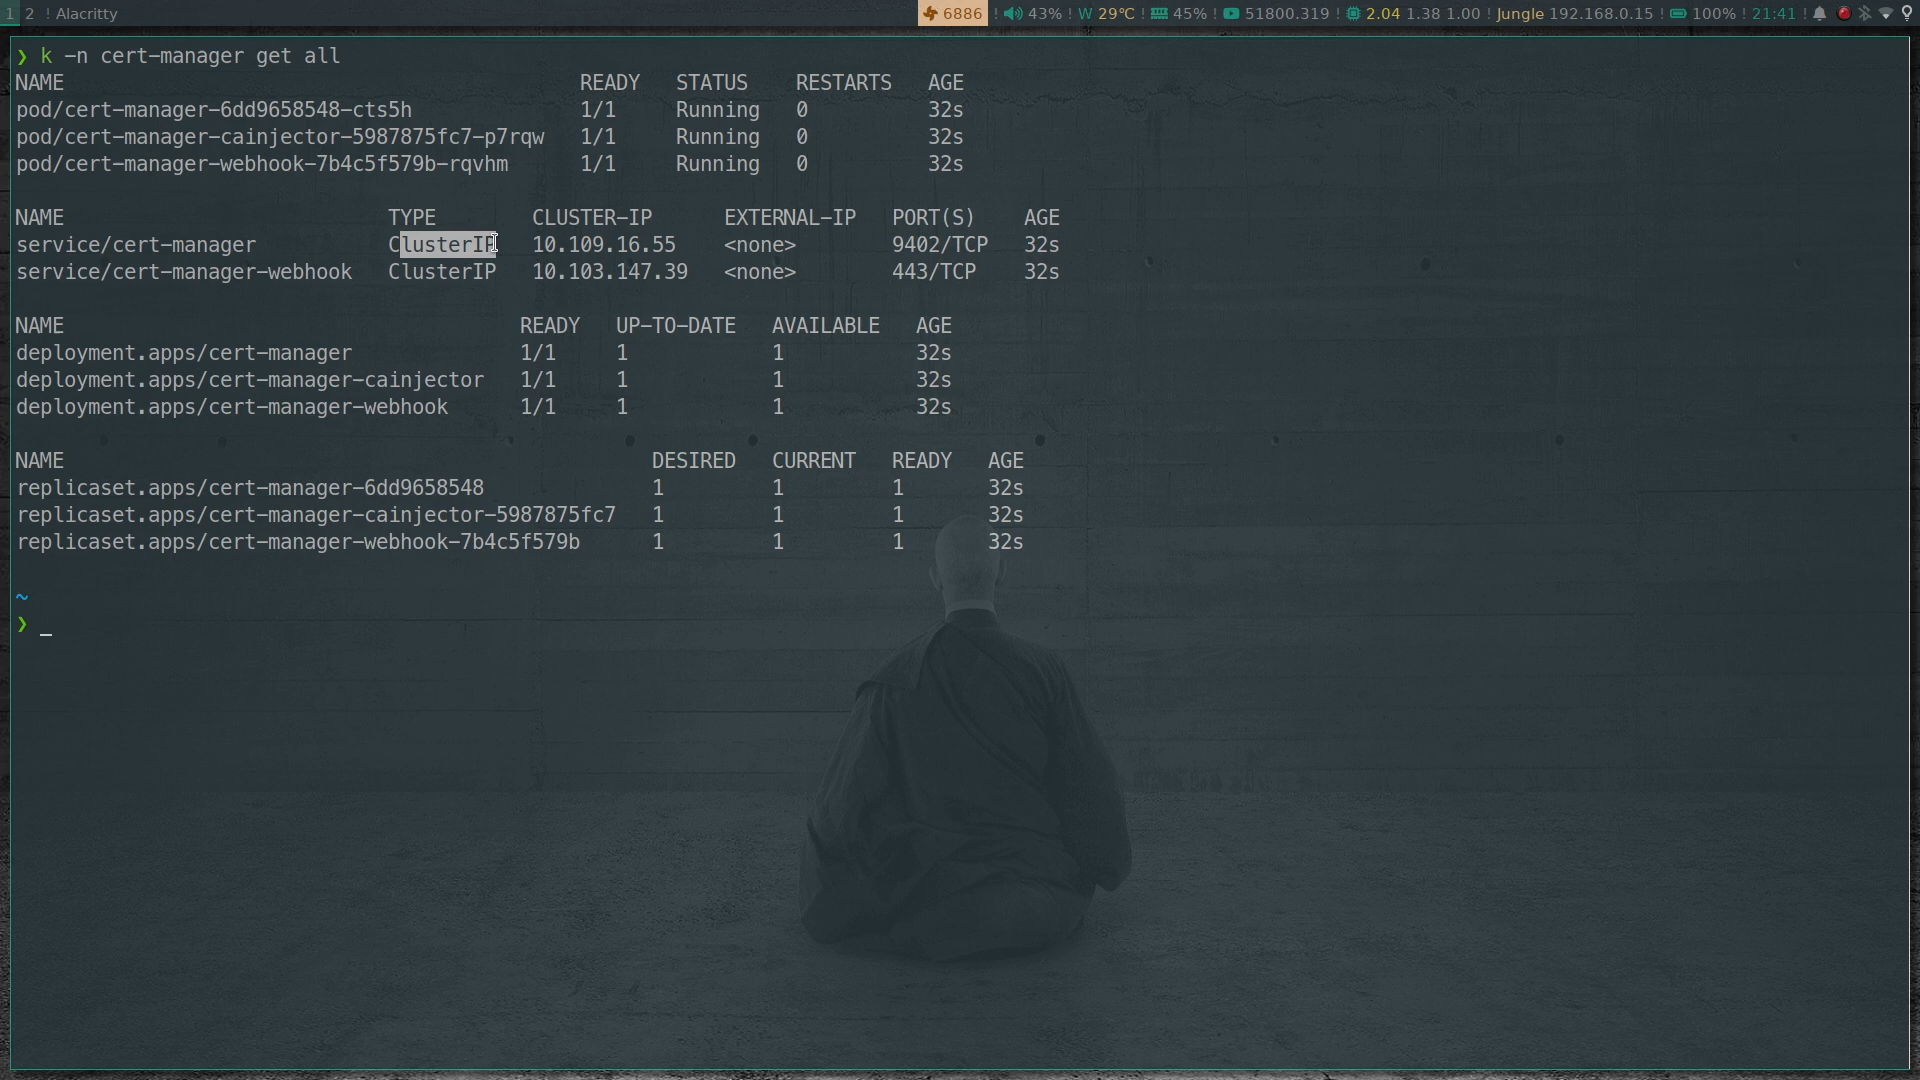 1 2 ! Alacritty 6886 ! 43% ! W 29°C ! 45% ! 51800.319 ! 2.04 1.38 1.00 ! Jungle 192.168.0.15 ! 100% ! 21:41 !
❯ k -n cert-manager get all
NAME READY STATUS RESTARTS AGE
pod/cert-manager-6dd9658548-cts5h 1/1 Running 0 32s
pod/cert-manager-cainjector-5987875fc7-p7rqw 1/1 Running 0 32s
pod/cert-manager-webhook-7b4c5f579b-rqvhm 1/1 Running 0 32s
NAME TYPE CLUSTER-IP EXTERNAL-IP PORT(S) AGE
service/cert-manager ClusterIP 10.109.16.55 <none> 9402/TCP 32s
service/cert-manager-webhook ClusterIP 10.103.147.39 <none> 443/TCP 32s
NAME READY UP-TO-DATE AVAILABLE AGE
deployment.apps/cert-manager 1/1 1 1 32s
deployment.apps/cert-manager-cainjector 1/1 1 1 32s
deployment.apps/cert-manager-webhook 1/1 1 1 32s
NAME DESIRED CURRENT READY AGE
replicaset.apps/cert-manager-6dd9658548 1 1 1 32s
replicaset.apps/cert-manager-cainjector-5987875fc7 1 1 1 32s
replicaset.apps/cert-manager-webhook-7b4c5f579b 1 1 1 32s
~
❯ _